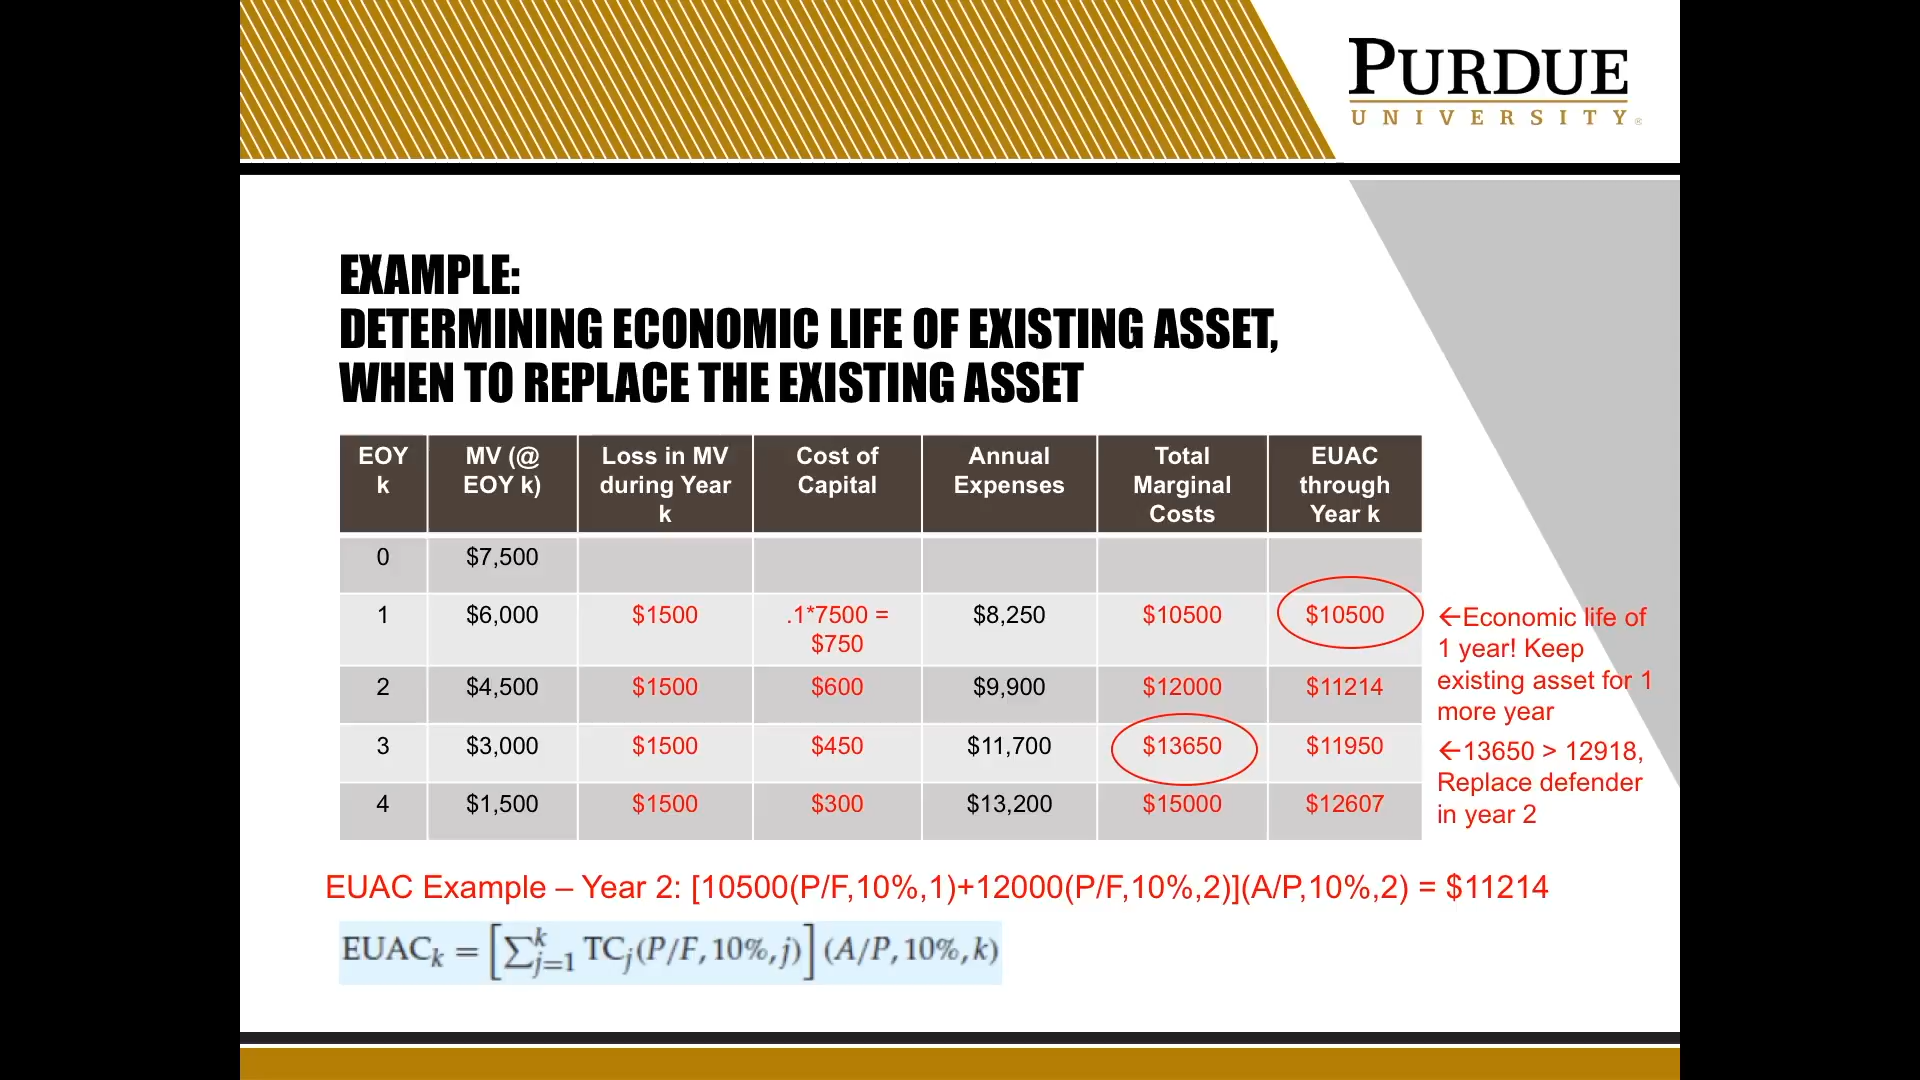 PURDUE
UNIVERSITY®
EXAMPLE:
DETERMINING ECONOMIC LIFE OF EXISTING ASSET,
WHEN TO REPLACE THE EXISTING ASSET
EOY k | MV (@ EOY k) | Loss in MV during Year k | Cost of Capital | Annual Expenses | Total Marginal Costs | EUAC through Year k
0 | $7,500
1 | $6,000 | $1500 | .1*7500 = $750 | $8,250 | $10500 | $10500
2 | $4,500 | $1500 | $600 | $9,900 | $12000 | $11214
3 | $3,000 | $1500 | $450 | $11,700 | $13650 | $11950
4 | $1,500 | $1500 | $300 | $13,200 | $15000 | $12607
←Economic life of
1 year! Keep
existing asset for 1
more year
←13650 > 12918,
Replace defender
in year 2
EUAC Example – Year 2: [10500(P/F,10%,1)+12000(P/F,10%,2)](A/P,10%,2) = $11214
EUACₖ = [∑ᵏⱼ₌₁ TCⱼ(P/F, 10%, j)] (A/P, 10%, k)